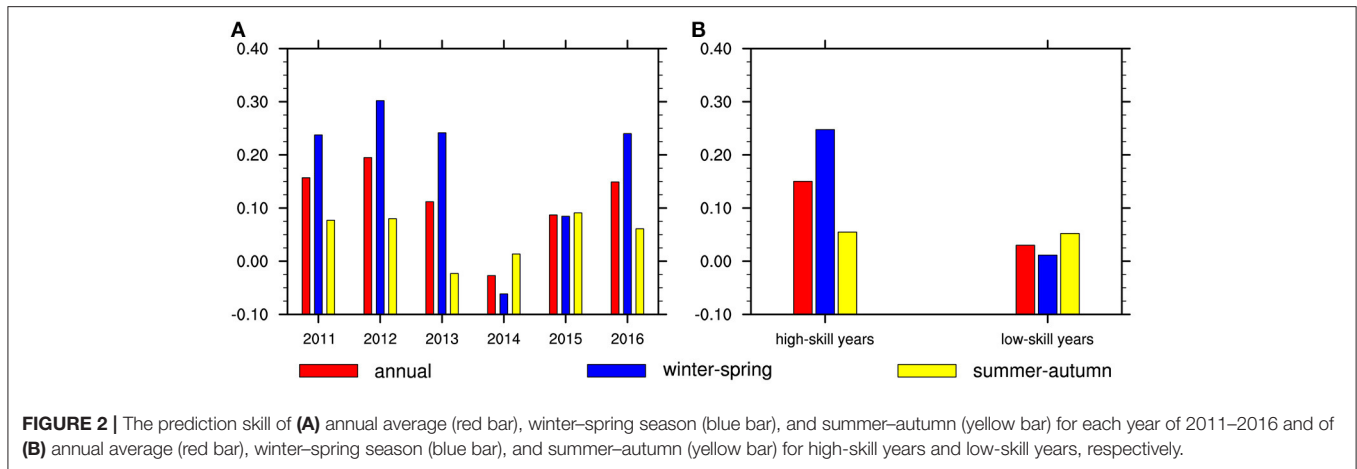 A
B
0.40
0.30
0.20
0.10
0.00
-0.10
0.40
0.30
0.20
0.10
0.00
-0.10
2011 2012 2013 2014 2015 2016
high-skill years low-skill years
annual winter-spring summer-autumn
FIGURE 2 | The prediction skill of (A) annual average (red bar), winter–spring season (blue bar), and summer–autumn (yellow bar) for each year of 2011–2016 and of
(B) annual average (red bar), winter–spring season (blue bar), and summer–autumn (yellow bar) for high-skill years and low-skill years, respectively.